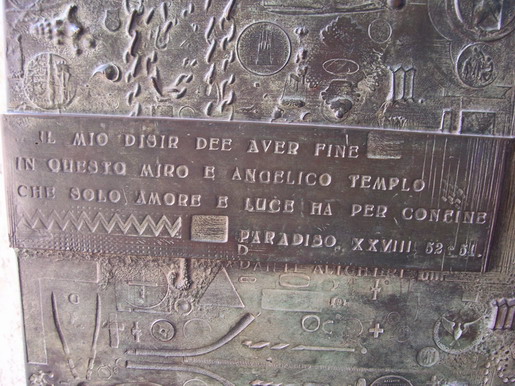 IL MIO DISIR DEE AVER FINE
IN QUESTO MIRO E ANGELICO TEMPLO
CHE SOLO AMORE E LUCE HA PER CONFINE
PARADISO, XXVIII 52-51.
D